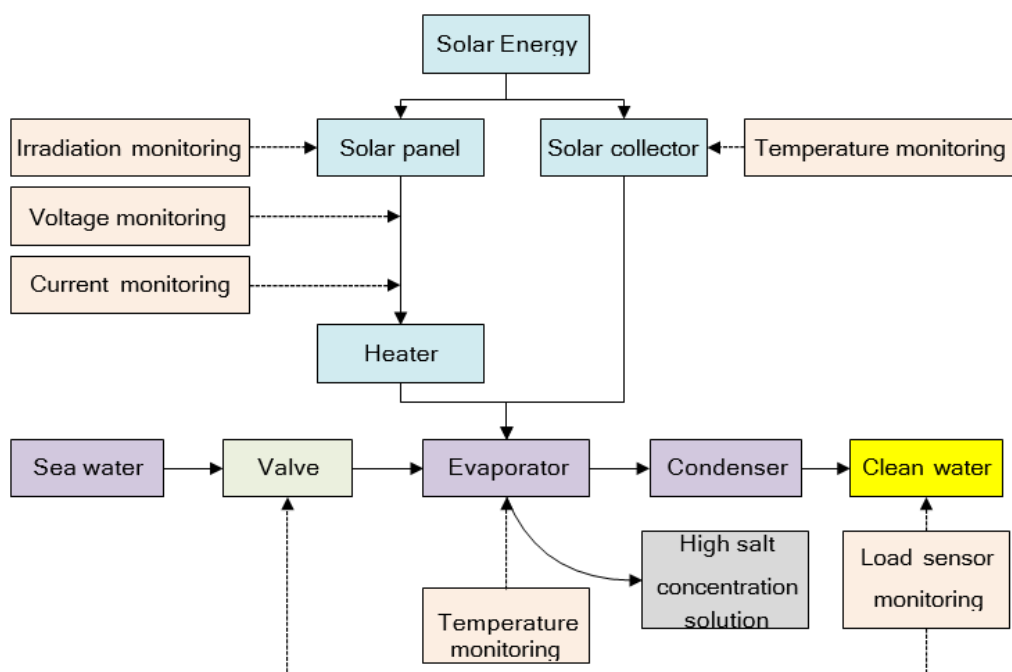 Solar Energy
Irradiation monitoring
Solar panel
Solar collector
Temperature monitoring
Voltage monitoring
Current monitoring
Heater
Sea water
Valve
Evaporator
Condenser
Clean water
High salt
concentration
solution
Load sensor
monitoring
Temperature
monitoring